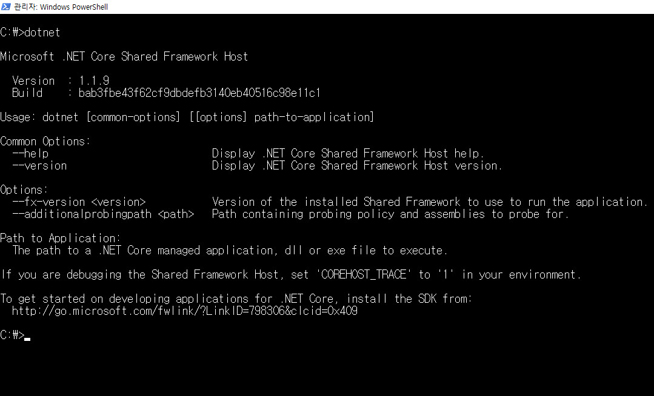 관리자: Windows PowerShell
C:₩>dotnet
Microsoft .NET Core Shared Framework Host
Version : 1.1.9
Build : bab3fbe43f62cf9dbdefb3140eb40516c98e11c1
Usage: dotnet [common-options] [[options] path-to-application]
Common Options:
--help Display .NET Core Shared Framework Host help.
--version Display .NET Core Shared Framework Host version.
Options:
--fx-version <version> Version of the installed Shared Framework to use to run the application.
--additionalprobingpath <path> Path containing probing policy and assemblies to probe for.
Path to Application:
The path to a .NET Core managed application, dll or exe file to execute.
If you are debugging the Shared Framework Host, set 'COREHOST_TRACE' to '1' in your environment.
To get started on developing applications for .NET Core, install the SDK from:
http://go.microsoft.com/fwlink/?LinkID=798306&clcid=0x409
C:₩>